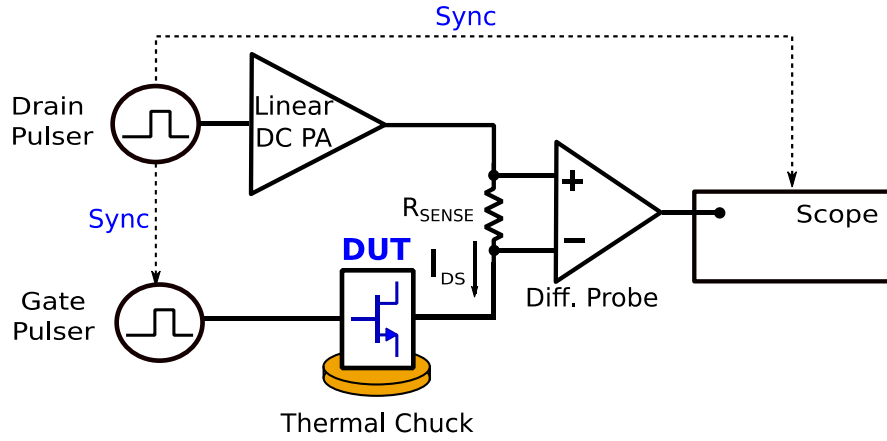 Sync
Drain
Pulser
Linear
DC PA
+
RSENSE
Sync
−
DUT
IDS
Scope
Gate
Pulser
Diff. Probe
Thermal Chuck